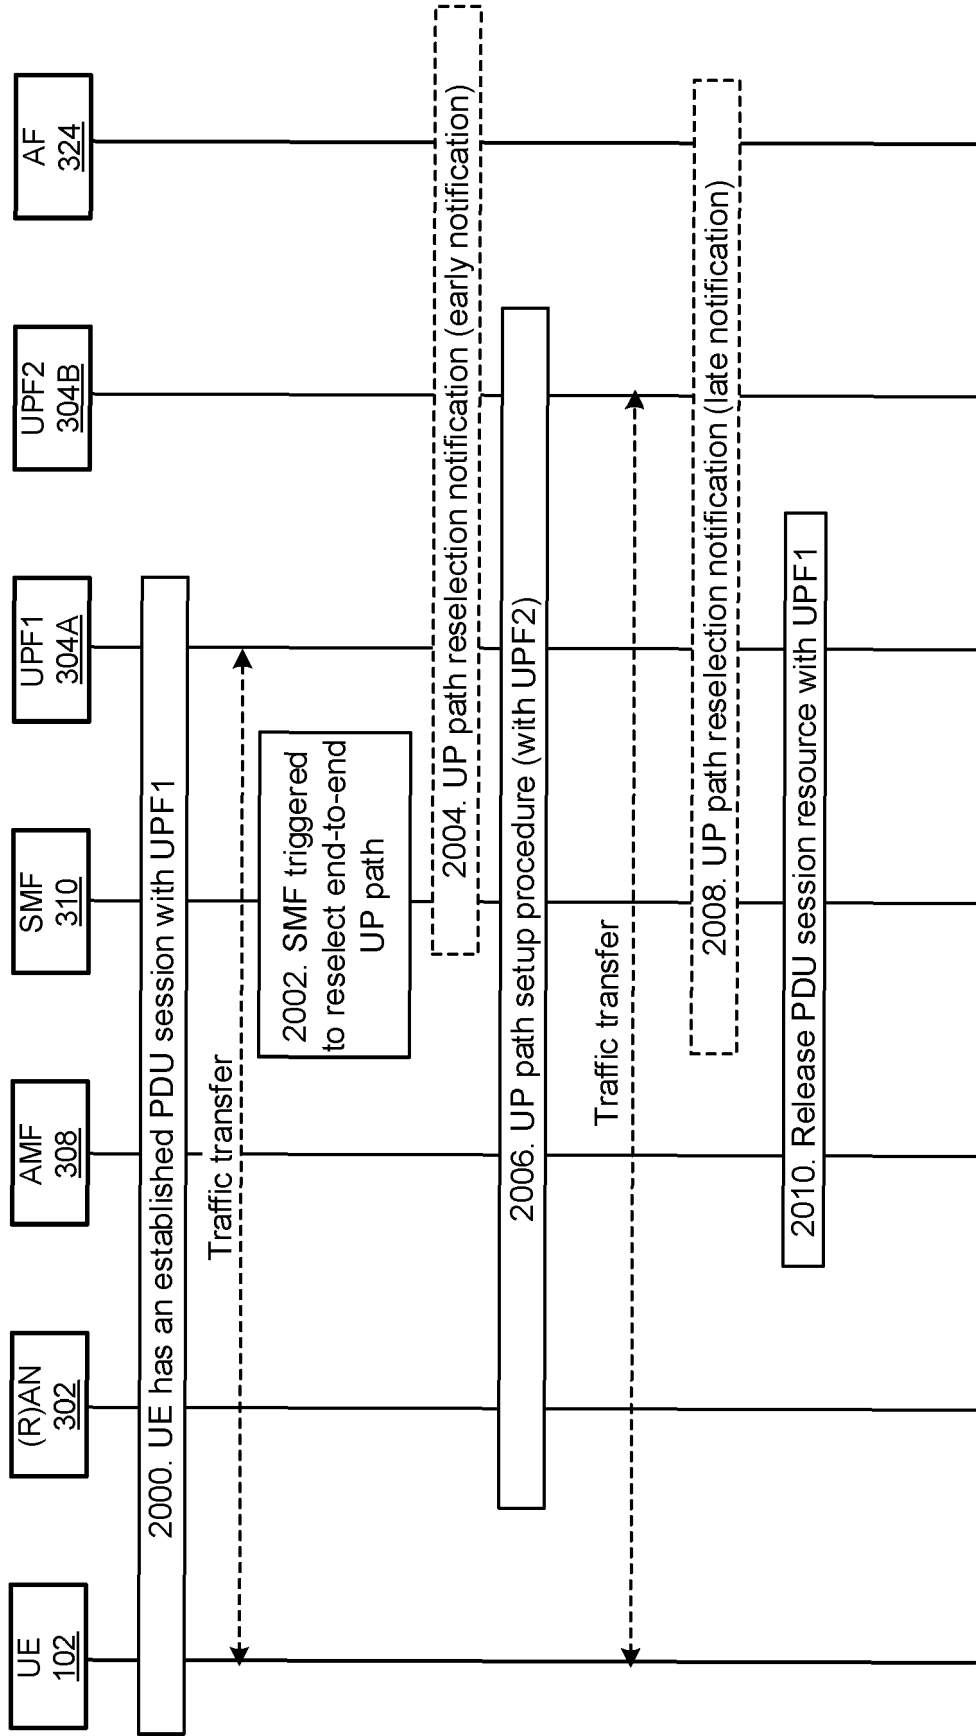 UE
102
(R)AN
302
AMF
308
SMF
310
UPF1
304A
UPF2
304B
AF
324
2000. UE has an established PDU session with UPF1
Traffic transfer
2002. SMF triggered
to reselect end-to-end
UP path
2004. UP path reselection notification (early notification)
2006. UP path setup procedure (with UPF2)
Traffic transfer
2008. UP path reselection notification (late notification)
2010. Release PDU session resource with UPF1